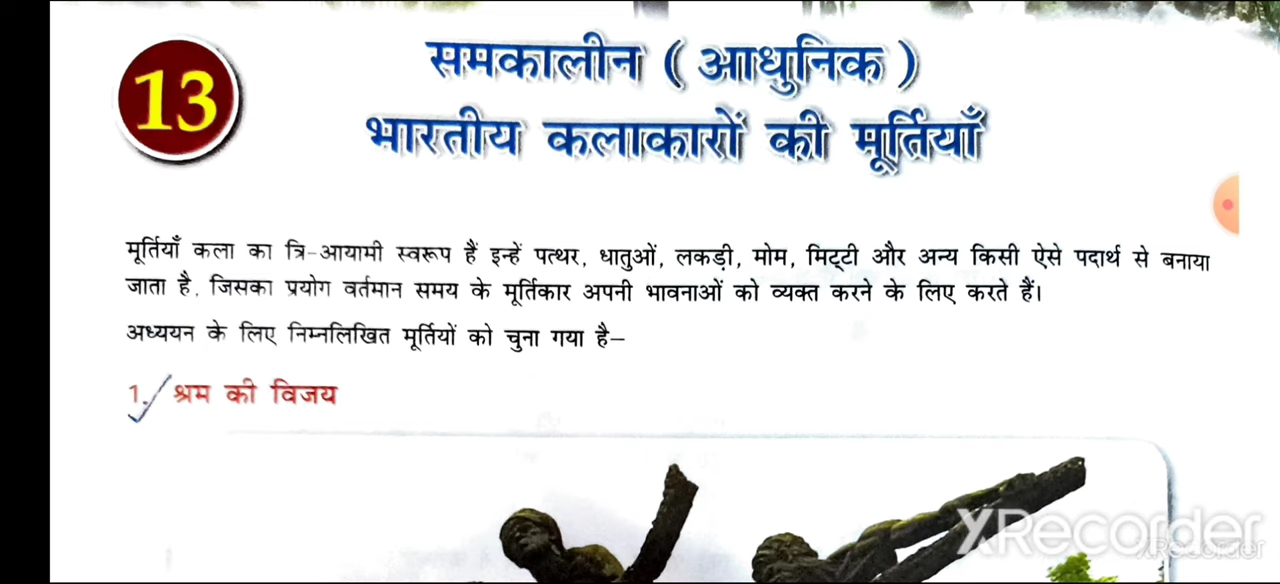 13
समकालीन ( आधुनिक )
भारतीय कलाकारों की मूर्तियाँ
मूर्तियाँ कला का त्रि-आयामी स्वरूप हैं इन्हें पत्थर, धातुओं, लकड़ी, मोम, मिट्टी और अन्य किसी ऐसे पदार्थ से बनाया
जाता है, जिसका प्रयोग वर्तमान समय के मूर्तिकार अपनी भावनाओं को व्यक्त करने के लिए करते हैं।
अध्ययन के लिए निम्नलिखित मूर्तियों को चुना गया है–
1. श्रम की विजय
XRecorder
XRecorder